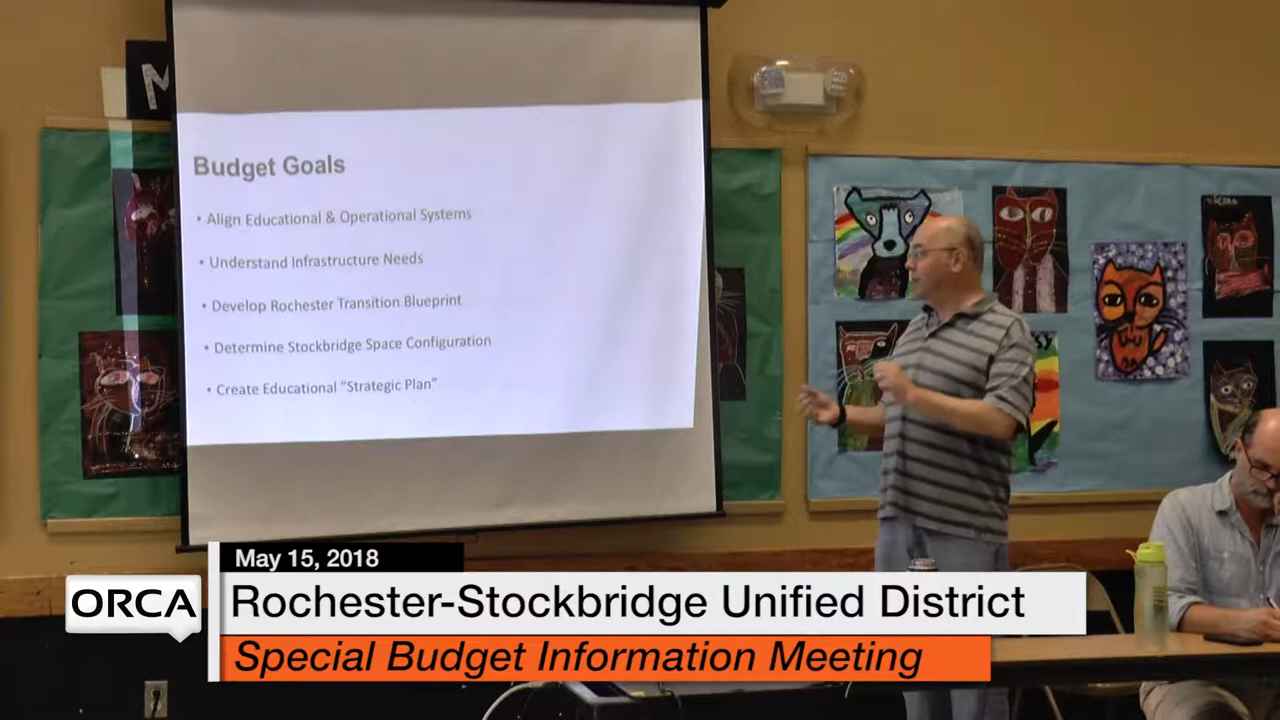 M
Budget Goals
• Align Educational & Operational Systems
• Understand Infrastructure Needs
• Develop Rochester Transition Blueprint
• Determine Stockbridge Space Configuration
• Create Educational “Strategic Plan”
May 15, 2018
ORCA
Rochester-Stockbridge Unified District
Special Budget Information Meeting